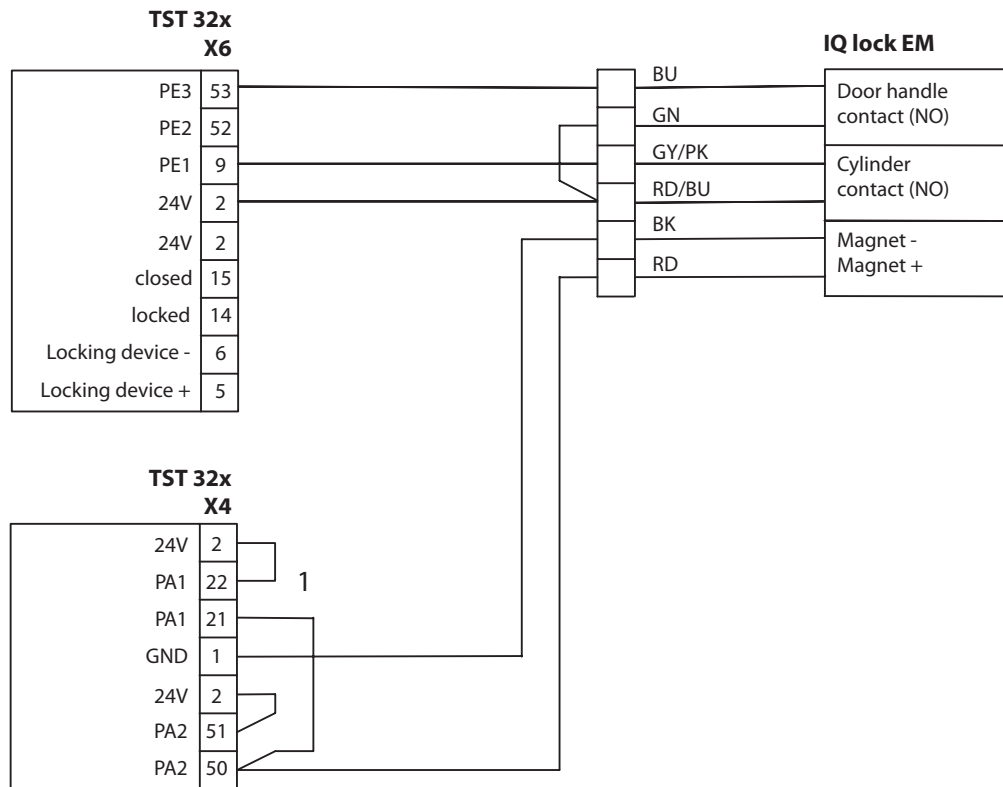 TST 32x
X6
IQ lock EM
PE3 53
PE2 52
PE1 9
24V 2
24V 2
closed 15
locked 14
Locking device - 6
Locking device + 5
BU
GN
GY/PK
RD/BU
BK
RD
Door handle
contact (NO)
Cylinder
contact (NO)
Magnet -
Magnet +
TST 32x
X4
24V 2
PA1 22
1
PA1 21
GND 1
24V 2
PA2 51
PA2 50